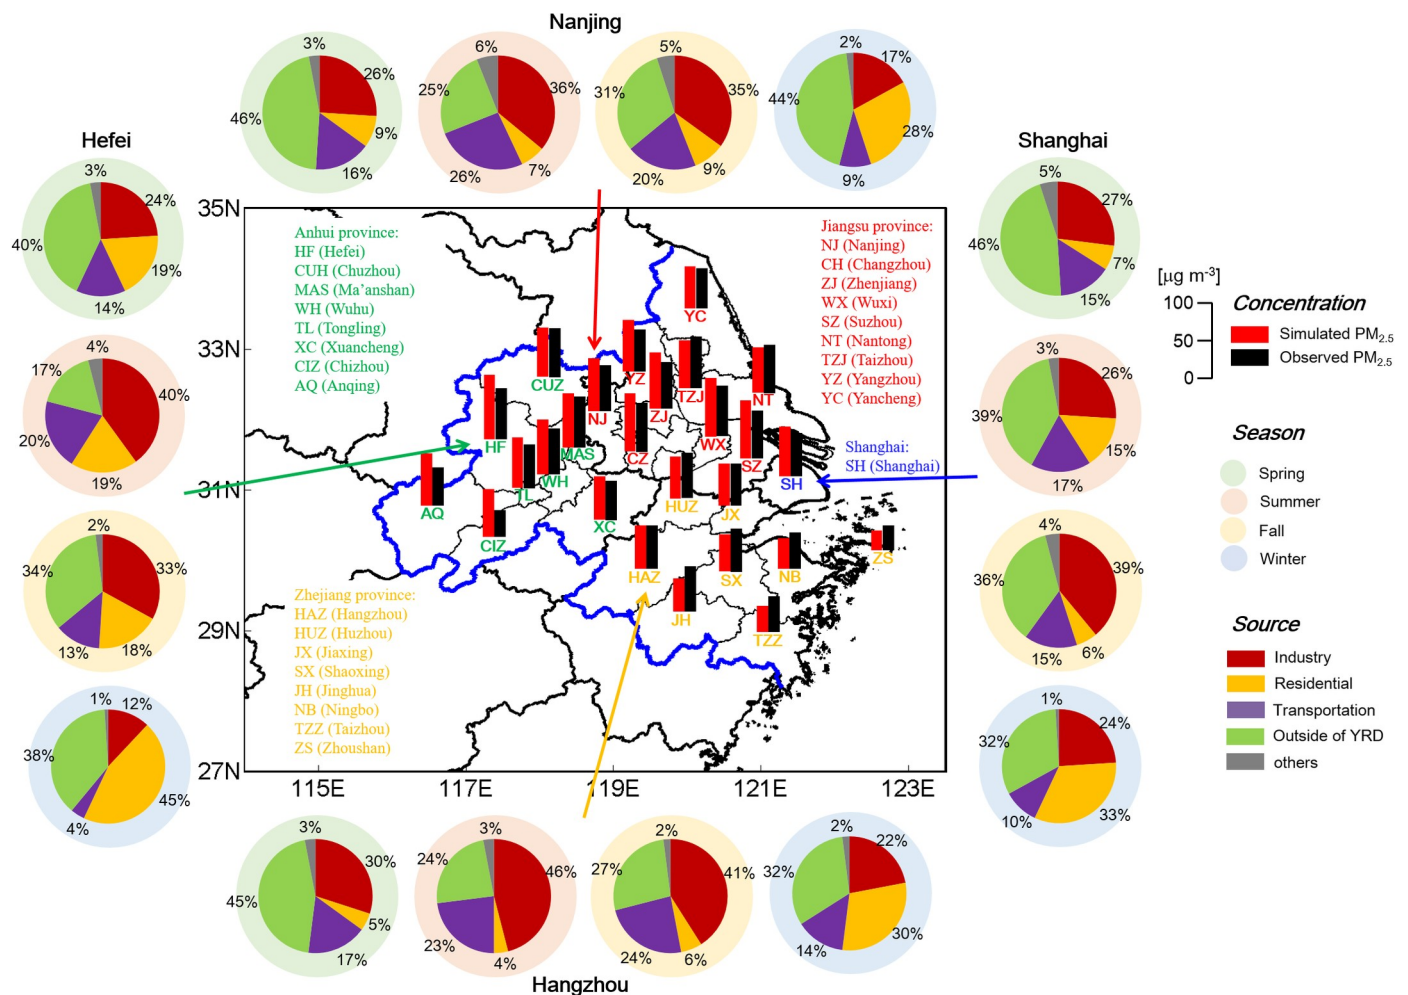 Nanjing
3%
26%
9%
16%
46%
6%
36%
7%
26%
25%
5%
35%
9%
20%
31%
2%
17%
28%
9%
44%
Hefei
3%
24%
19%
14%
40%
4%
40%
19%
20%
17%
2%
33%
18%
13%
34%
1%
12%
45%
4%
38%
Shanghai
5%
27%
7%
15%
46%
3%
26%
15%
17%
39%
4%
39%
6%
15%
36%
1%
24%
33%
10%
32%
35N
33N
31N
29N
27N
115E
117E
119E
121E
123E
Anhui province:
HF (Hefei)
CUH (Chuzhou)
MAS (Ma’anshan)
WH (Wuhu)
TL (Tongling)
XC (Xuancheng)
CIZ (Chizhou)
AQ (Anqing)
Jiangsu province:
NJ (Nanjing)
CH (Changzhou)
ZJ (Zhenjiang)
WX (Wuxi)
SZ (Suzhou)
NT (Nantong)
TZJ (Taizhou)
YZ (Yangzhou)
YC (Yancheng)
Shanghai:
SH (Shanghai)
Zhejiang province:
HAZ (Hangzhou)
HUZ (Huzhou)
JX (Jiaxing)
SX (Shaoxing)
JH (Jinghua)
NB (Ningbo)
TZZ (Taizhou)
ZS (Zhoushan)
YC
CUZ
YZ
TZJ
NT
NJ
ZJ
HF
MAS
CZ
WX
SZ
WH
TL
SH
AQ
XC
HUZ
JX
CIZ
HAZ
SX
NB
ZS
JH
TZZ
[μg m-3]
100
50
0
Concentration
Simulated PM2.5
Observed PM2.5
Season
Spring
Summer
Fall
Winter
Source
Industry
Residential
Transportation
Outside of YRD
others
3%
30%
5%
17%
45%
3%
46%
4%
23%
24%
2%
41%
6%
24%
27%
2%
22%
30%
14%
32%
Hangzhou